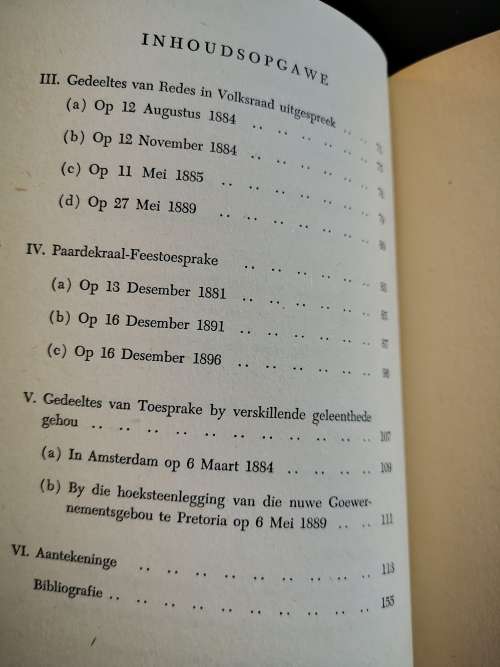 INHOUDSOPGAWE
III. Gedeeltes van Redes in Volksraad uitgespreek .. ..
(a) Op 12 Augustus 1884 .. .. .. .. ..
(b) Op 12 November 1884 .. .. .. .. ..
(c) Op 11 Mei 1885 .. .. .. .. .. ..
(d) Op 27 Mei 1889 .. .. .. .. .. ..
IV. Paardekraal-Feestoesprake .. .. .. .. ..
(a) Op 13 Desember 1881 .. .. .. .. ..
(b) Op 16 Desember 1891 .. .. .. .. .. 87
(c) Op 16 Desember 1896 .. .. .. .. ..
V. Gedeeltes van Toesprake by verskillende geleenthede
gehou .. .. .. .. .. .. .. .. .. .. 107
(a) In Amsterdam op 6 Maart 1884 .. .. .. .. 109
(b) By die hoeksteenlegging van die nuwe Goewer-
nementsgebou te Pretoria op 6 Mei 1889 .. .. 111
VI. Aantekeninge .. .. .. .. .. .. .. .. 113
Bibliografie .. .. .. .. .. .. .. .. .. 155